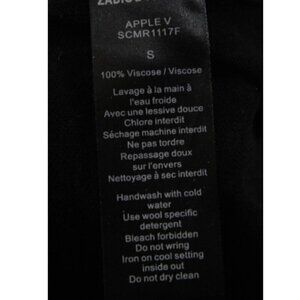 APPLE V
SCMR1117F
S
100% Viscose / Viscose
Lavage à la main à
l'eau froide
Avec une lessive douce
Chlore interdit
Séchage machine interdit
Ne pas tordre
Repassage doux
sur l'envers
Nettoyage à sec interdit
Handwash with cold
water
Use wool specific
detergent
Bleach forbidden
Do not wring
Iron on cool setting
inside out
Do not dry clean